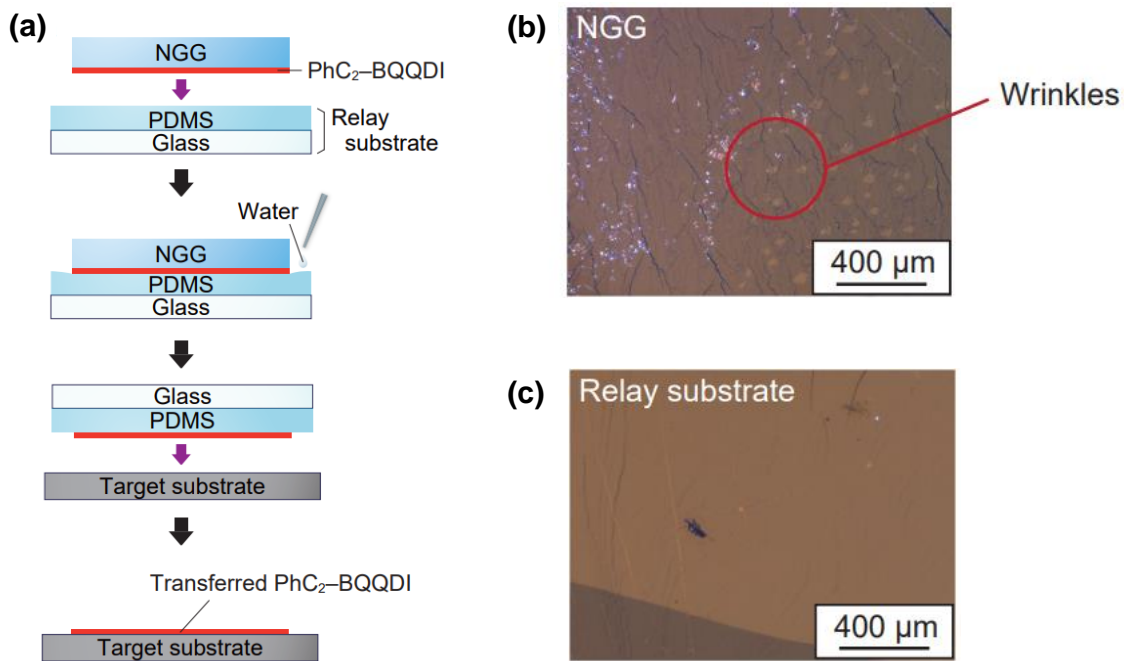 (a)
NGG
PhC₂–BQQDI
PDMS
Glass
Relay
substrate
Water
NGG
PDMS
Glass
Glass
PDMS
Target substrate
Transferred PhC₂–BQQDI
Target substrate
(b)
NGG
Wrinkles
400 µm
(c)
Relay substrate
400 µm